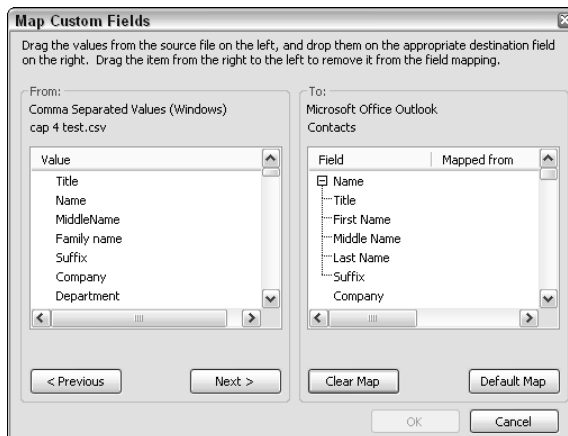 Map Custom Fields
Drag the values from the source file on the left, and drop them on the appropriate destination field
on the right. Drag the item from the right to the left to remove it from the field mapping.
From:
Comma Separated Values (Windows)
cap 4 test.csv
Value
Title
Name
MiddleName
Family name
Suffix
Company
Department
< Previous
Next >
To:
Microsoft Office Outlook
Contacts
Field Mapped from
Name
Title
First Name
Middle Name
Last Name
Suffix
Company
Clear Map
Default Map
OK
Cancel